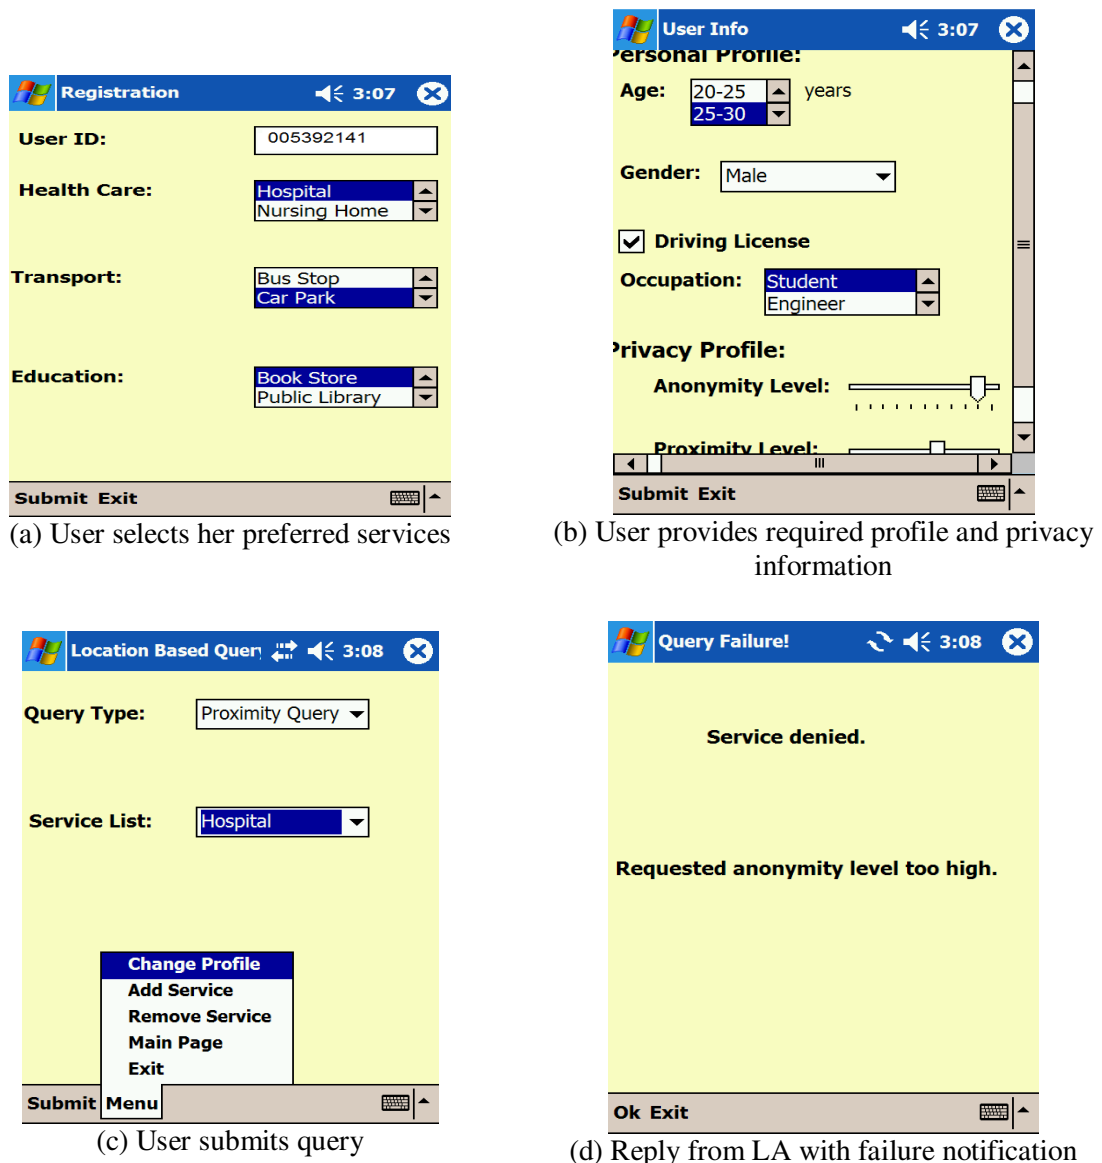 Registration 3:07
User ID: 005392141
Health Care: Hospital
Nursing Home
Transport: Bus Stop
Car Park
Education: Book Store
Public Library
Submit Exit
(a) User selects her preferred services
User Info 3:07
Personal Profile:
Age: 20-25 years
25-30
Gender: Male
Driving License
Occupation: Student
Engineer
Privacy Profile:
Anonymity Level:
Proximity Level:
Submit Exit
(b) User provides required profile and privacy
information
Location Based Quer 3:08
Query Type: Proximity Query
Service List: Hospital
Change Profile
Add Service
Remove Service
Main Page
Exit
Submit Menu
(c) User submits query
Query Failure! 3:08
Service denied.
Requested anonymity level too high.
Ok Exit
(d) Reply from LA with failure notification